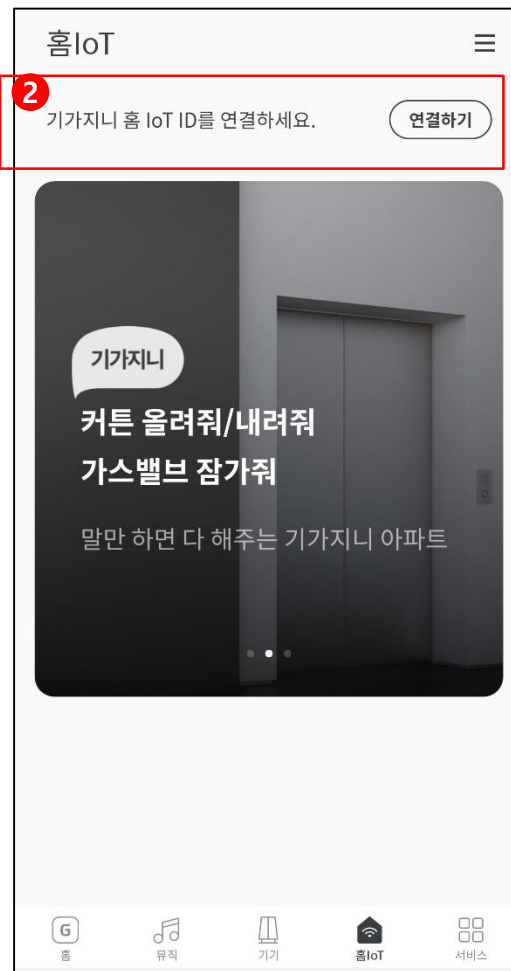 홈IoT
2
기가지니 홈 IoT ID를 연결하세요.
연결하기
기가지니
커튼 올려줘/내려줘
가스밸브 잠가줘
말만 하면 다 해주는 기가지니 아파트
G
홈
뮤직
기기
홈IoT
서비스